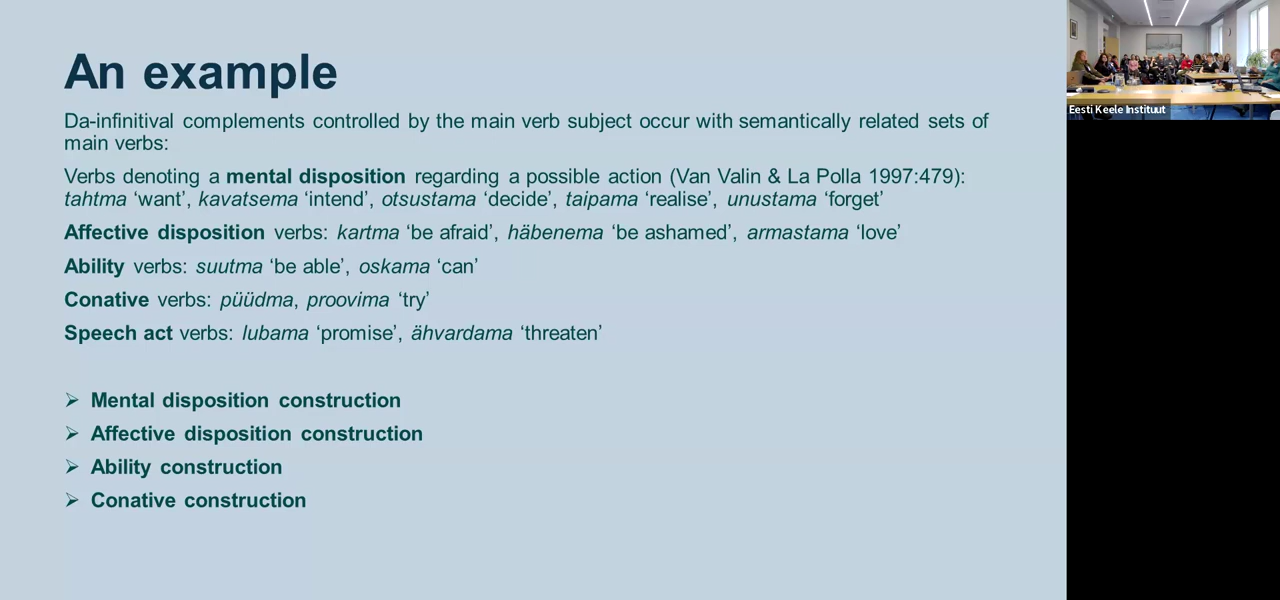 An example
Da-infinitival complements controlled by the main verb subject occur with semantically related sets of
main verbs:
Verbs denoting a mental disposition regarding a possible action (Van Valin & La Polla 1997:479):
tahtma ‘want’, kavatsema ‘intend’, otsustama ‘decide’, taipama ‘realise’, unustama ‘forget’
Affective disposition verbs: kartma ‘be afraid’, häbenema ‘be ashamed’, armastama ‘love’
Ability verbs: suutma ‘be able’, oskama ‘can’
Conative verbs: püüdma, proovima ‘try’
Speech act verbs: lubama ‘promise’, ähvardama ‘threaten’
➢ Mental disposition construction
➢ Affective disposition construction
➢ Ability construction
➢ Conative construction
Eesti Keele Instituut